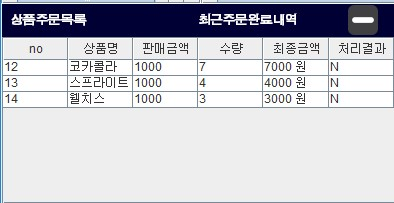 상품주문목록 최근주문완료내역
no 상품명 판매금액 수량 최종금액 처리결과
12 코카콜라 1000 7 7000 원 N
13 스프라이트 1000 4 4000 원 N
14 웰치스 1000 3 3000 원 N